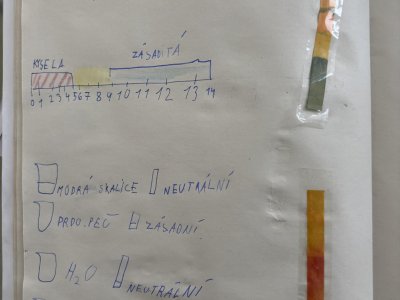 KYSELÁ ZÁSADITÁ
0 1 2 3 4 5 6 7 8 9 10 11 12 13 14
MODRÁ SKALICE NEUTRÁLNÍ
PRDO.PEČ ZÁSADNÍ
H₂O NEUTRÁLNÍ